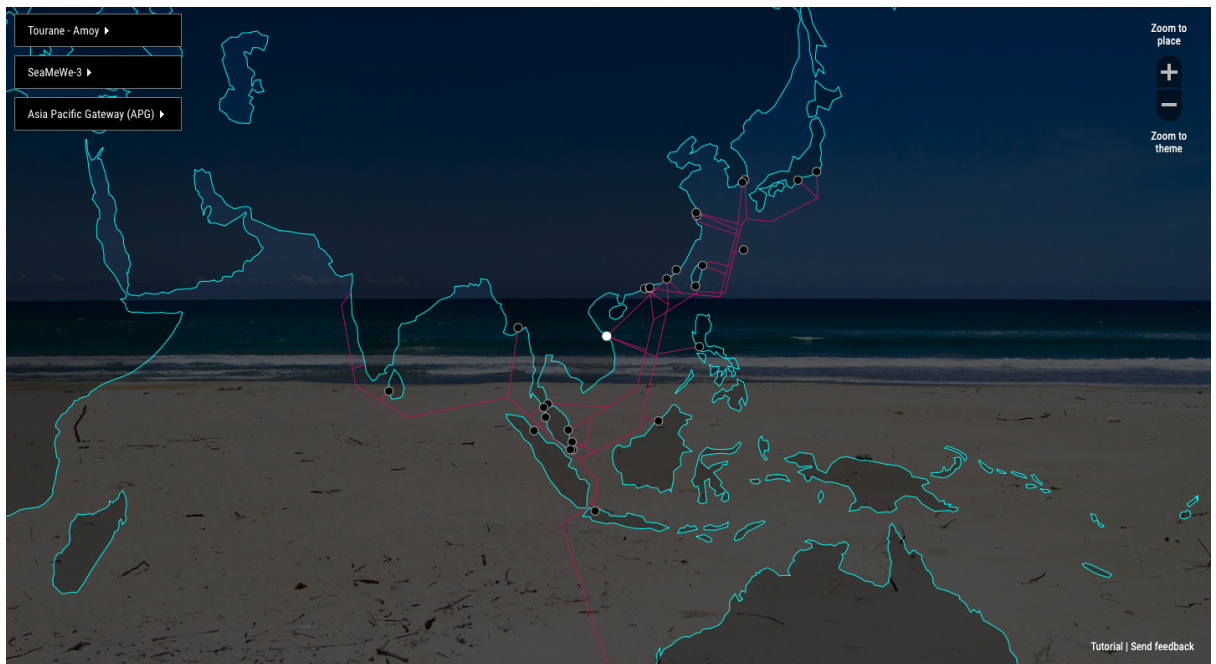 Tourane - Amoy
SeaMeWe-3
Asia Pacific Gateway (APG)
Zoom to
place
+
−
Zoom to
theme
Tutorial | Send feedback